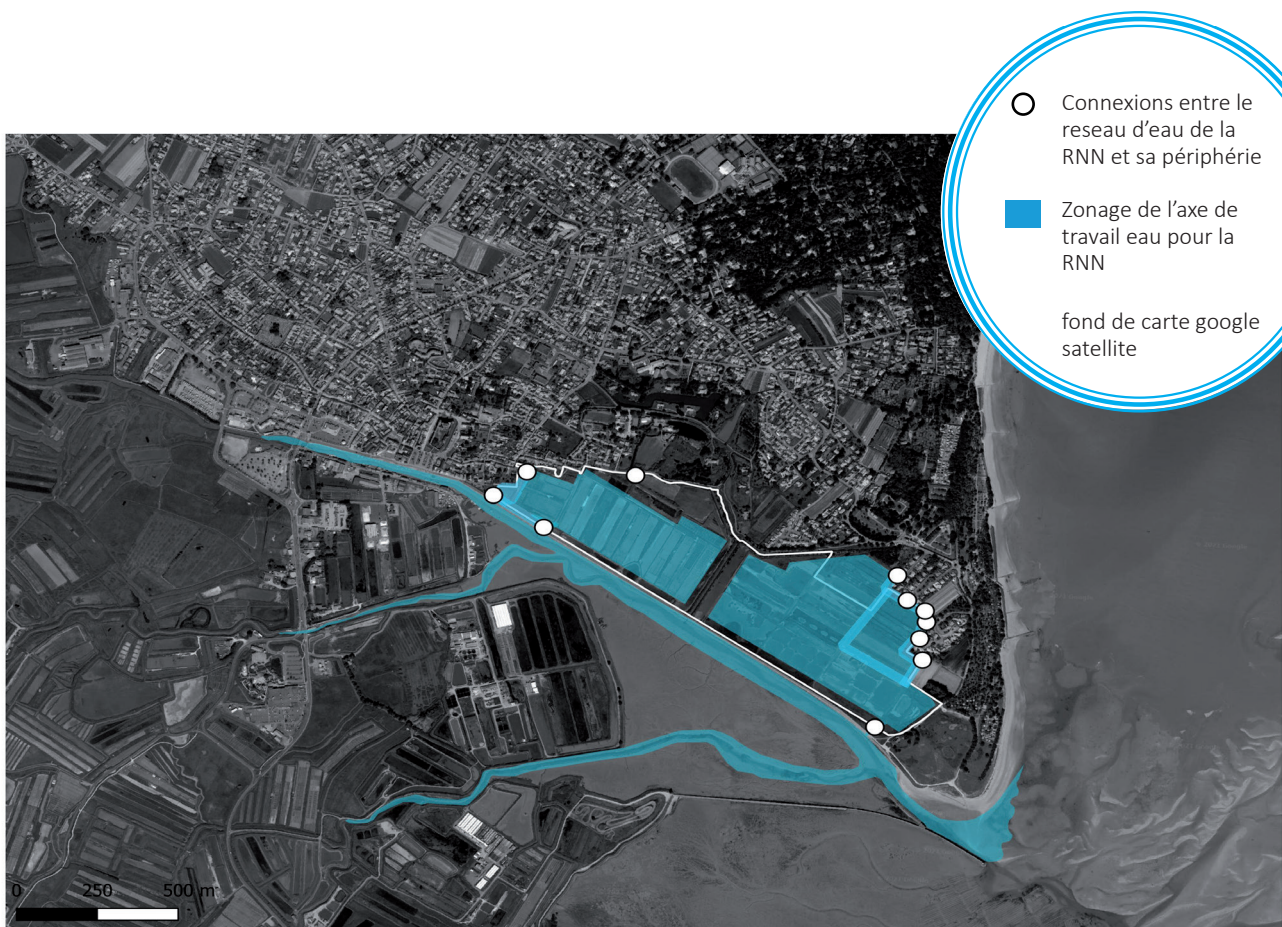 Connexions entre le
reseau d'eau de la
RNN et sa périphérie
Zonage de l'axe de
travail eau pour la
RNN
fond de carte google
satellite
0 250 500 m